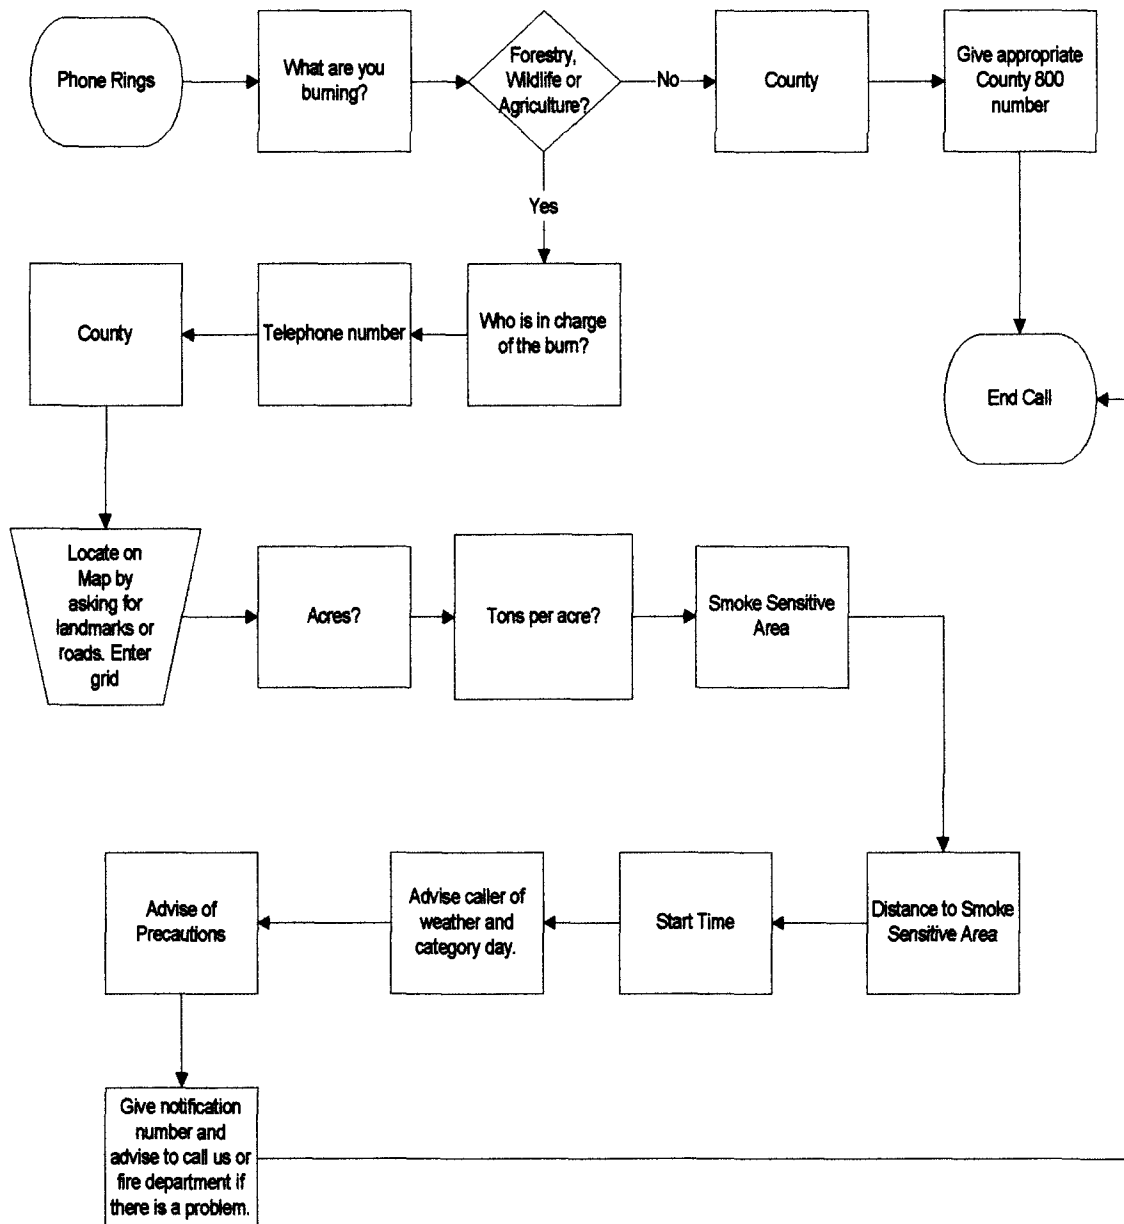 Phone Rings
What are you
burning?
Forestry,
Wildlife or
Agriculture?
No
County
Give appropriate
County 800
number
Yes
County
Telephone number
Who is in charge
of the burn?
End Call
Locate on
Map by
asking for
landmarks or
roads. Enter
grid
Acres?
Tons per acre?
Smoke Sensitive
Area
Advise of
Precautions
Advise caller of
weather and
category day.
Start Time
Distance to Smoke
Sensitive Area
Give notification
number and
advise to call us or
fire department if
there is a problem.